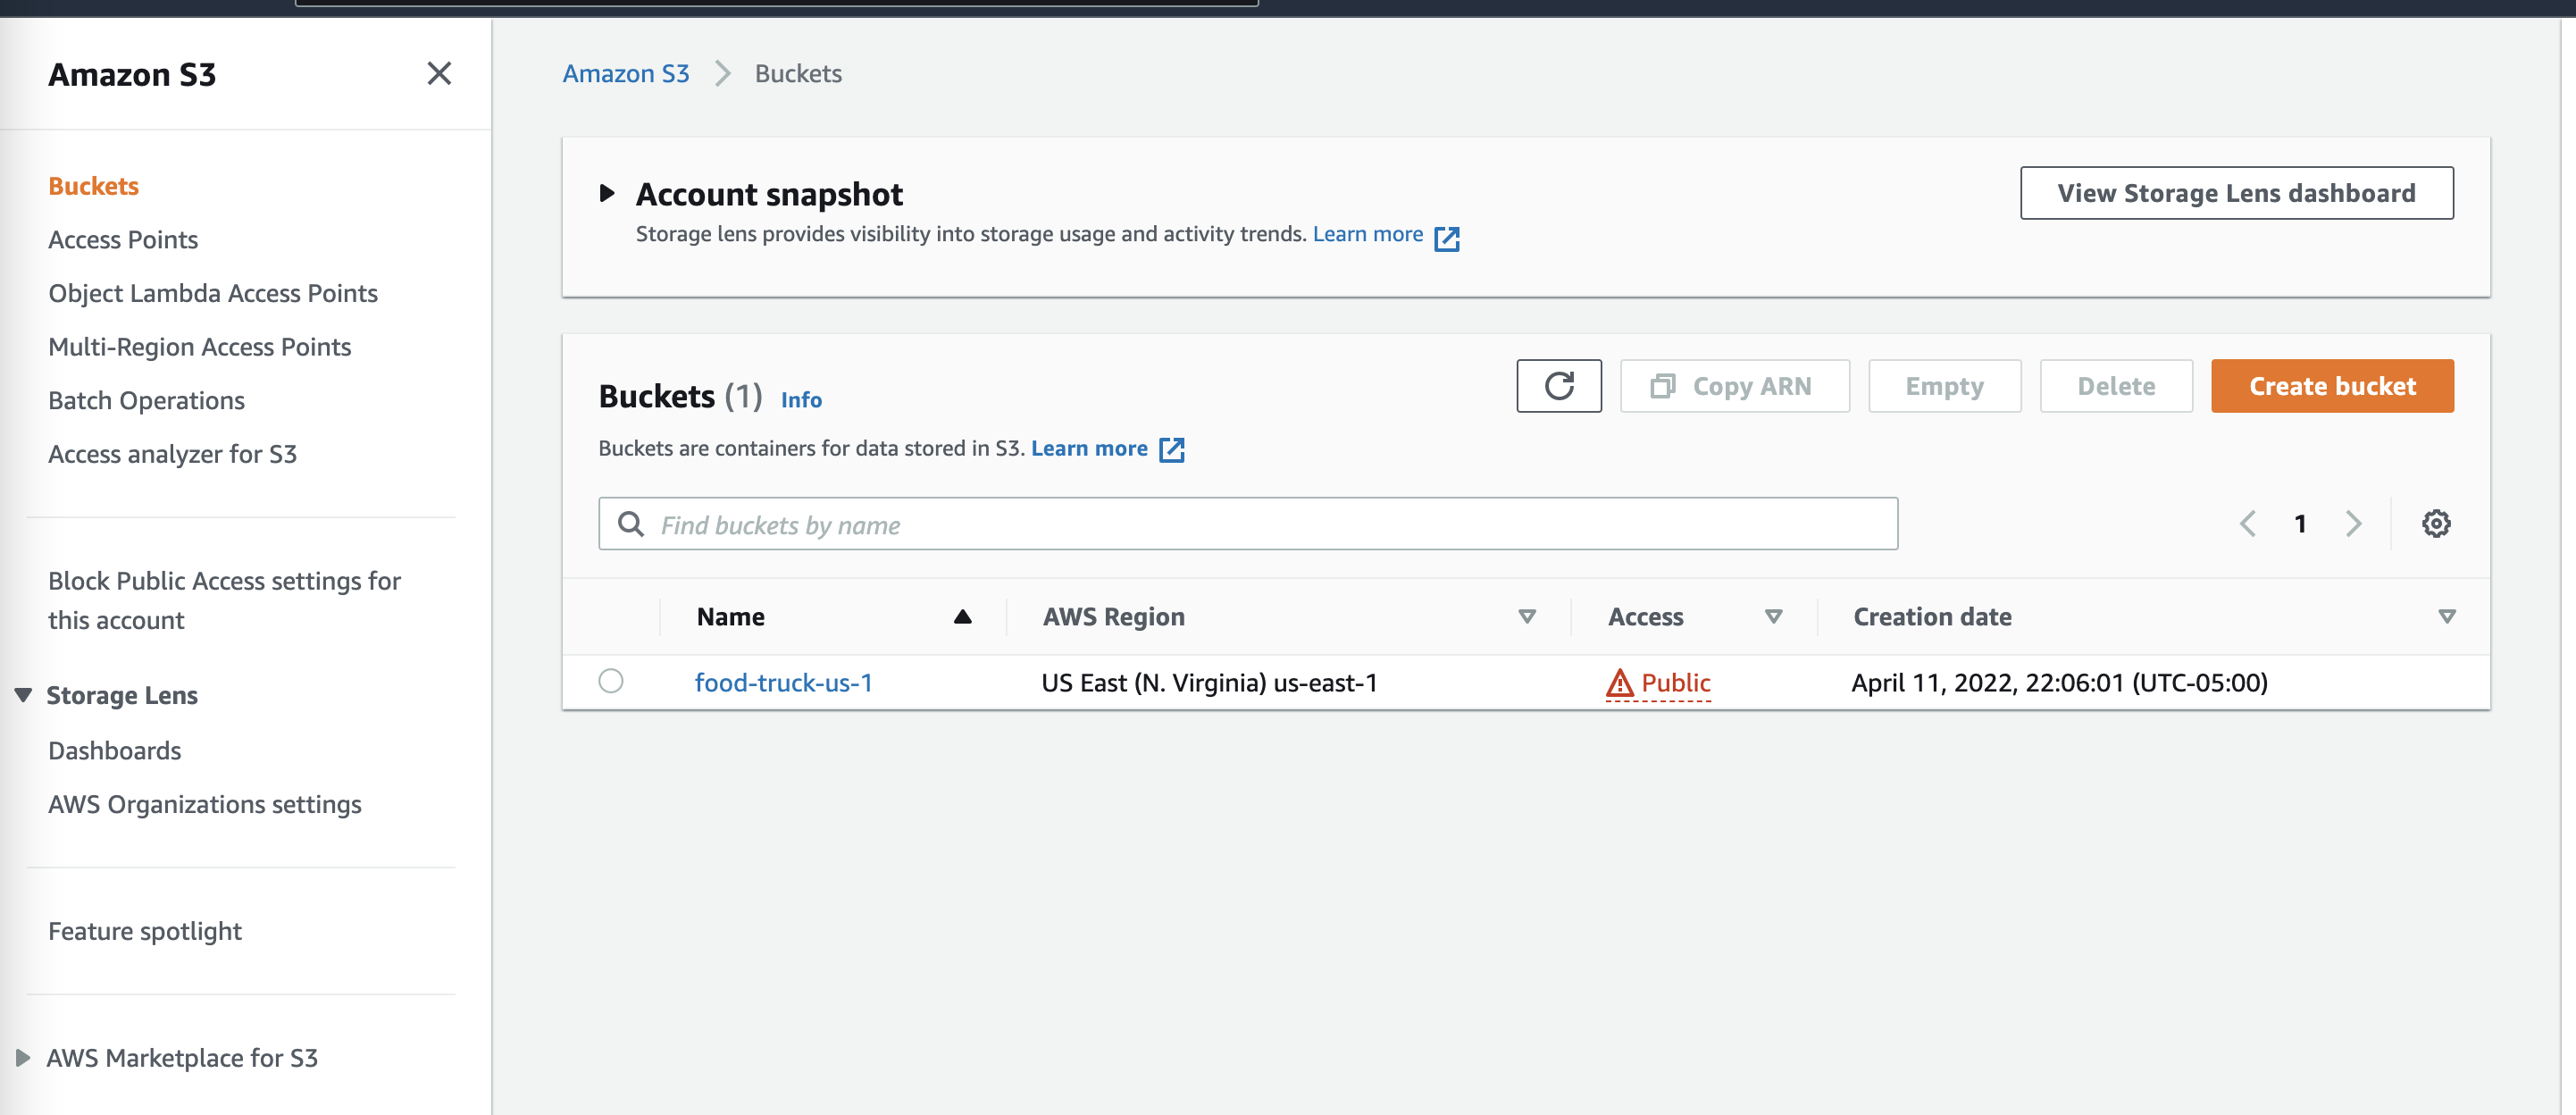 Amazon S3
Buckets
Access Points
Object Lambda Access Points
Multi-Region Access Points
Batch Operations
Access analyzer for S3
Block Public Access settings for
this account
Storage Lens
Dashboards
AWS Organizations settings
Feature spotlight
AWS Marketplace for S3
Amazon S3 Buckets
Account snapshot
View Storage Lens dashboard
Storage lens provides visibility into storage usage and activity trends. Learn more
Buckets (1) Info
Copy ARN Empty Delete Create bucket
Buckets are containers for data stored in S3. Learn more
Find buckets by name
1
Name AWS Region Access Creation date
food-truck-us-1 US East (N. Virginia) us-east-1 Public April 11, 2022, 22:06:01 (UTC-05:00)